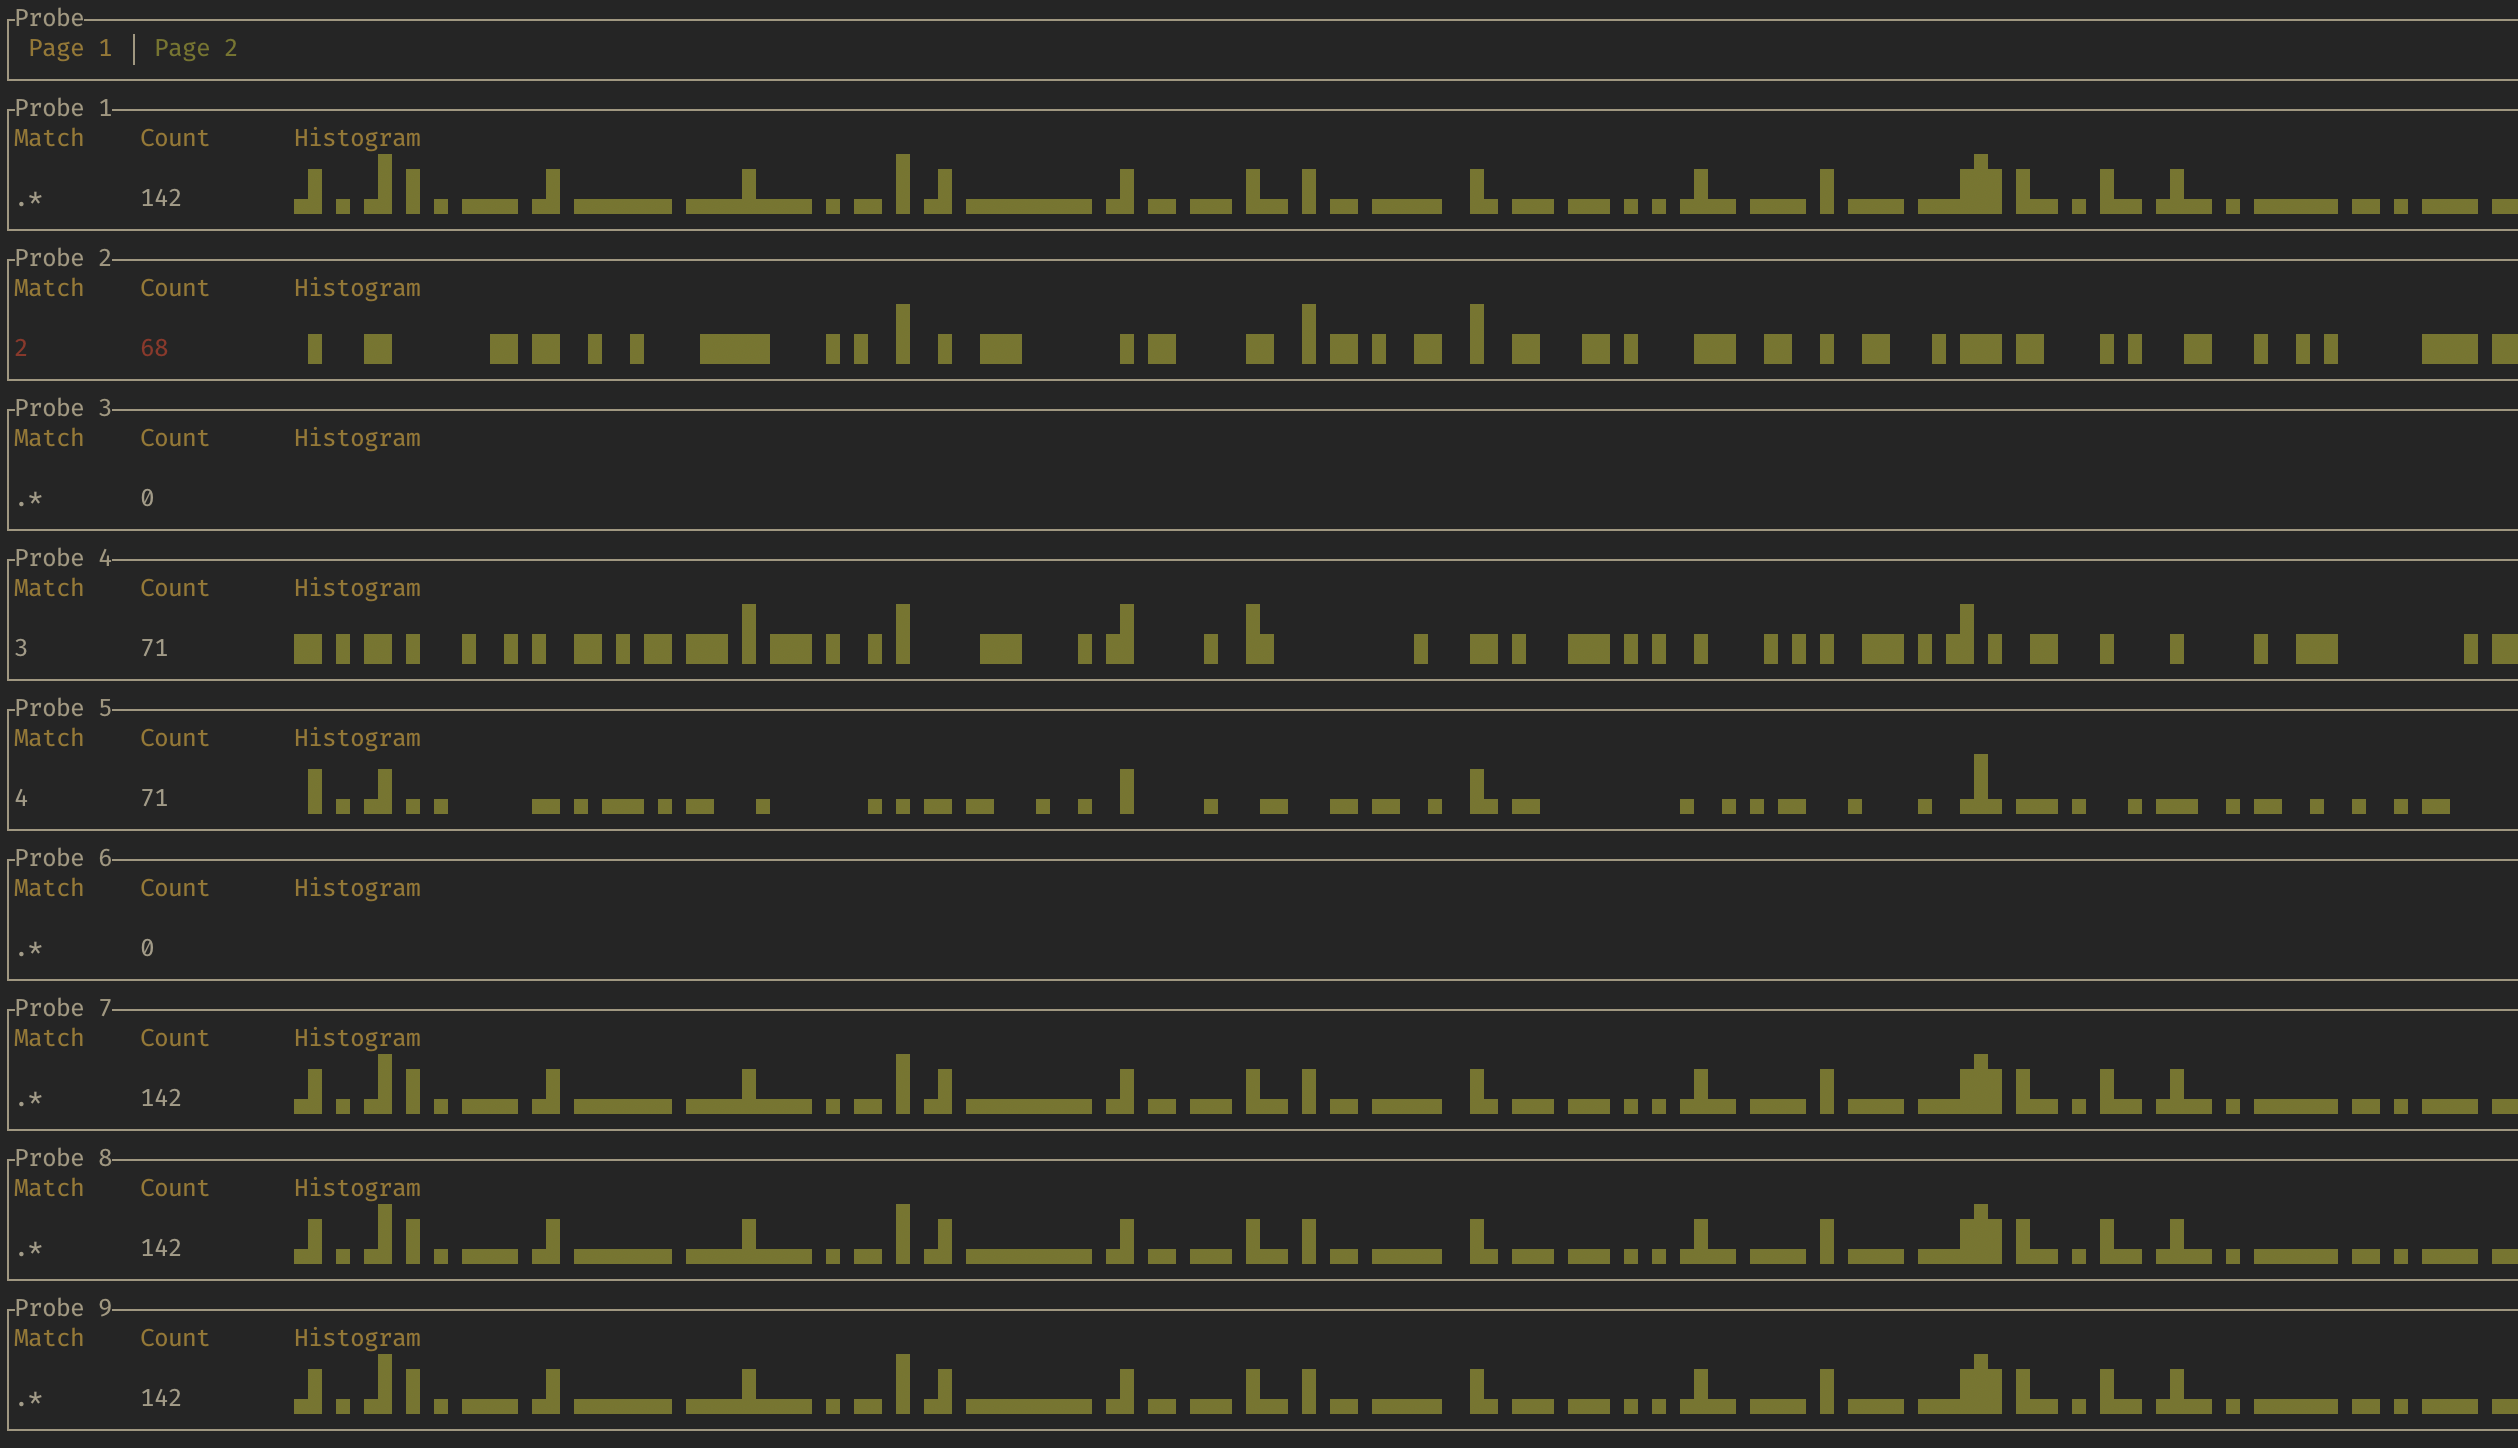 Probe
Page 1 │ Page 2
Probe 1
Match Count Histogram
.* 142
Probe 2
Match Count Histogram
2 68
Probe 3
Match Count Histogram
.* 0
Probe 4
Match Count Histogram
3 71
Probe 5
Match Count Histogram
4 71
Probe 6
Match Count Histogram
.* 0
Probe 7
Match Count Histogram
.* 142
Probe 8
Match Count Histogram
.* 142
Probe 9
Match Count Histogram
.* 142